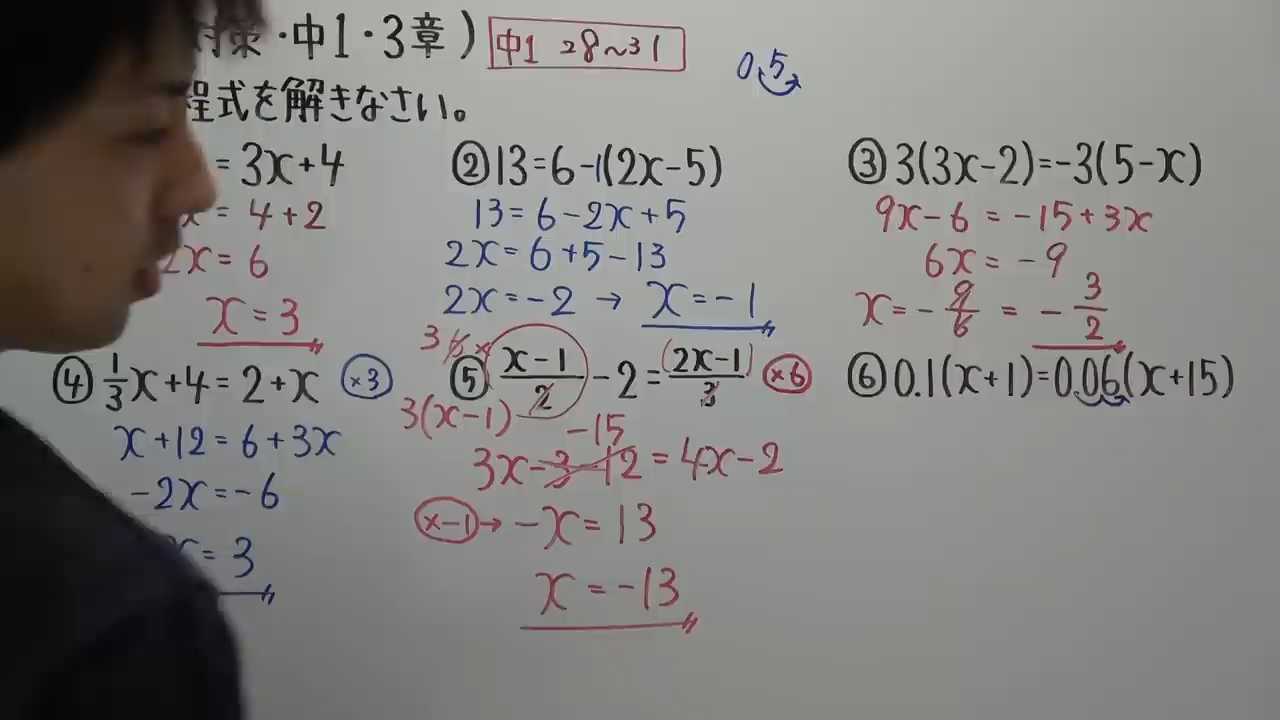 策・中1・3章)
中1 28~31
0.5
程式を解きなさい。
= 3x+4
x = 4+2
2x = 6
x = 3
② 13=6-1(2x-5)
13=6-2x+5
2x=6+5-13
2x=-2 → x=-1
③ 3(3x-2)=-3(5-x)
9x-6=-15+3x
6x=-9
x=-9/6=-3/2
④ 1/3x+4=2+x ×3
x+12=6+3x
-2x=-6
x=3
⑤ (x-1)/2-2=(2x-1)/3 ×6
3 6×
3(x-1)
-15
3x-3-12=4x-2
×-1→ -x=13
x=-13
⑥ 0.1(x+1)=0.06(x+15)